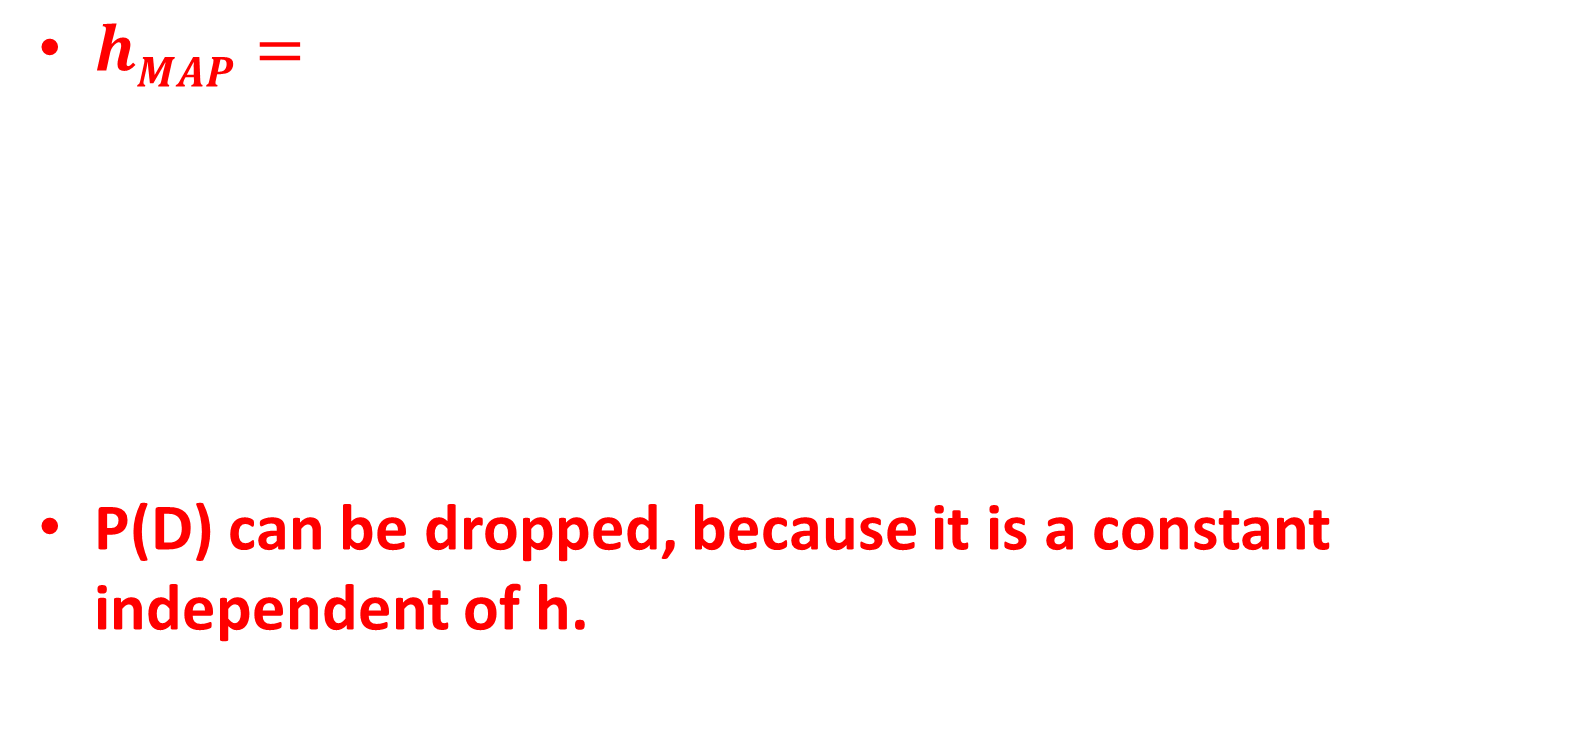 • h_MAP =
• P(D) can be dropped, because it is a constant
independent of h.